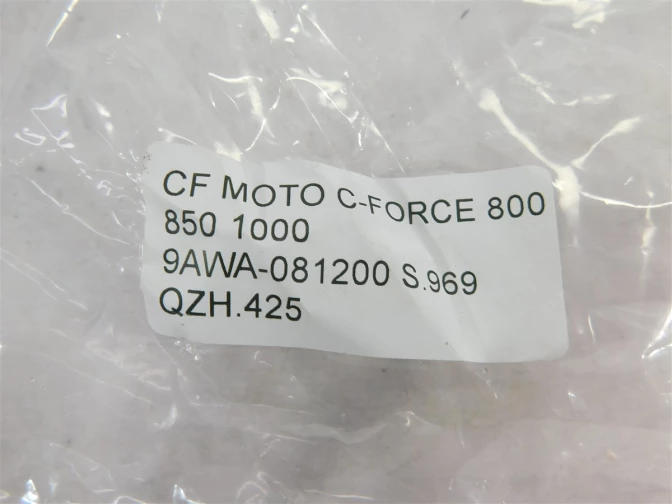 CF MOTO C-FORCE 800
850 1000
9AWA-081200 S.969
QZH.425